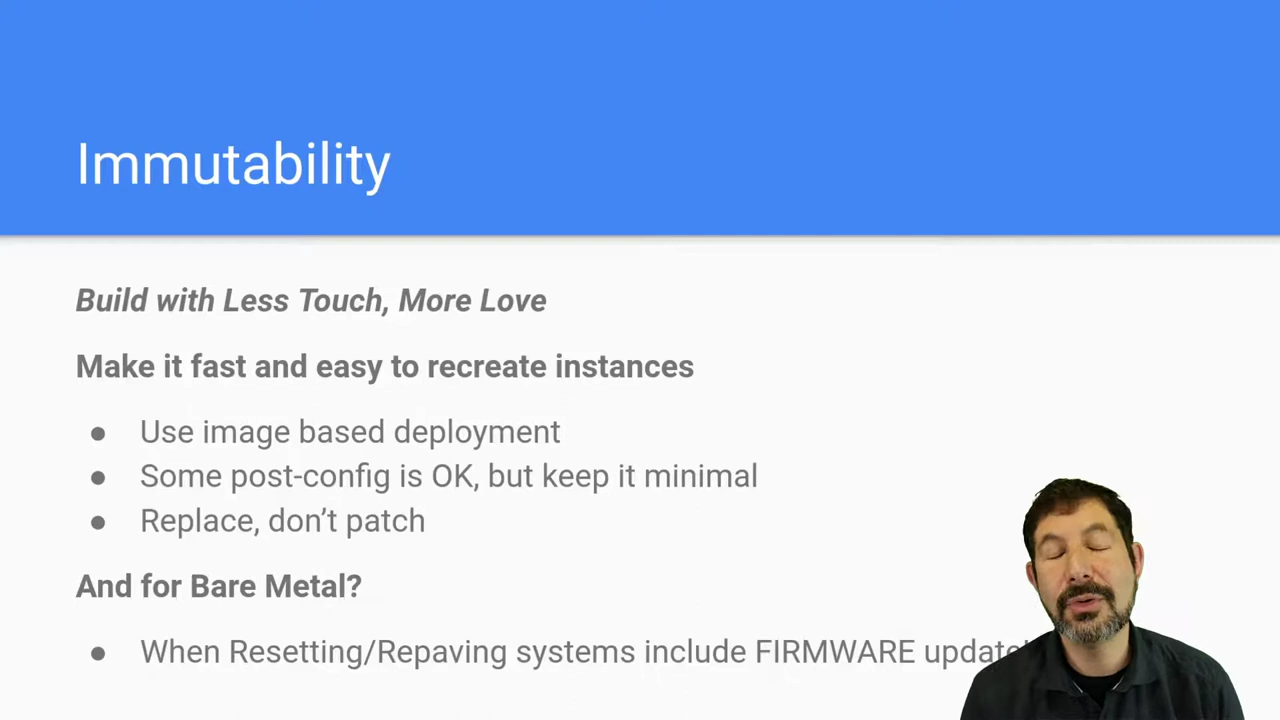 Immutability
Build with Less Touch, More Love
Make it fast and easy to recreate instances
● Use image based deployment
● Some post-config is OK, but keep it minimal
● Replace, don’t patch
And for Bare Metal?
● When Resetting/Repaving systems include FIRMWARE